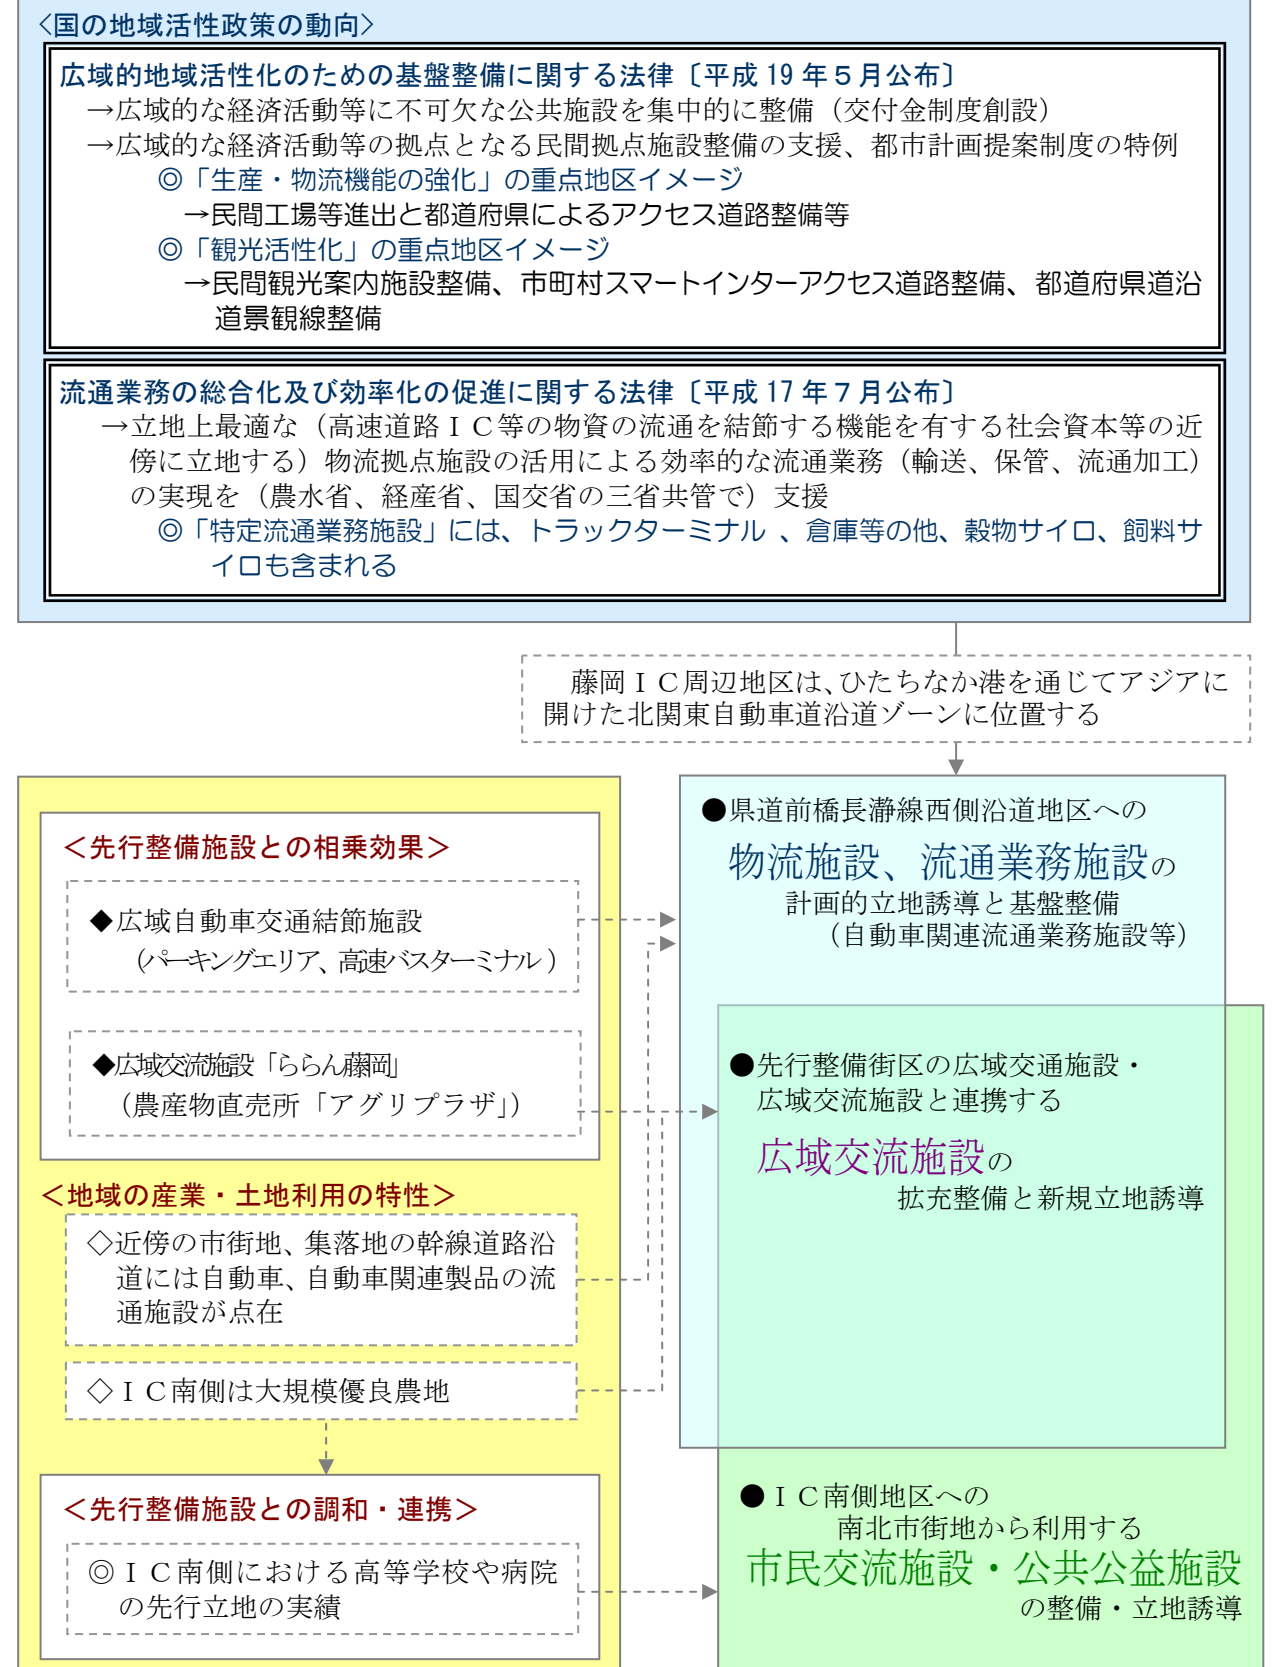 <国の地域活性政策の動向>
広域的地域活性化のための基盤整備に関する法律〔平成 19 年５月公布〕
→広域的な経済活動等に不可欠な公共施設を集中的に整備（交付金制度創設）
→広域的な経済活動等の拠点となる民間拠点施設整備の支援、都市計画提案制度の特例
◎「生産・物流機能の強化」の重点地区イメージ
→民間工場等進出と都道府県によるアクセス道路整備等
◎「観光活性化」の重点地区イメージ
→民間観光案内施設整備、市町村スマートインターアクセス道路整備、都道府県道沿
道景観線整備
流通業務の総合化及び効率化の促進に関する法律〔平成 17 年７月公布〕
→立地上最適な（高速道路ＩＣ等の物資の流通を結節する機能を有する社会資本等の近
傍に立地する）物流拠点施設の活用による効率的な流通業務（輸送、保管、流通加工）
の実現を（農水省、経産省、国交省の三省共管で）支援
◎「特定流通業務施設」には、トラックターミナル 、倉庫等の他、穀物サイロ、飼料サ
イロも含まれる
藤岡ＩＣ周辺地区は、ひたちなか港を通じてアジアに
開けた北関東自動車道沿道ゾーンに位置する
＜先行整備施設との相乗効果＞
◆広域自動車交通結節施設
（パーキングエリア、高速バスターミナル）
◆広域交流施設「ららん藤岡」
（農産物直売所「アグリプラザ」）
＜地域の産業・土地利用の特性＞
◇近傍の市街地、集落地の幹線道路沿
道には自動車、自動車関連製品の流
通施設が点在
◇ＩＣ南側は大規模優良農地
＜先行整備施設との調和・連携＞
◎ＩＣ南側における高等学校や病院
の先行立地の実績
●県道前橋長瀞線西側沿道地区への
物流施設、流通業務施設の
計画的立地誘導と基盤整備
（自動車関連流通業務施設等）
●先行整備街区の広域交通施設・
広域交流施設と連携する
広域交流施設の
拡充整備と新規立地誘導
●ＩＣ南側地区への
南北市街地から利用する
市民交流施設・公共公益施設
の整備・立地誘導